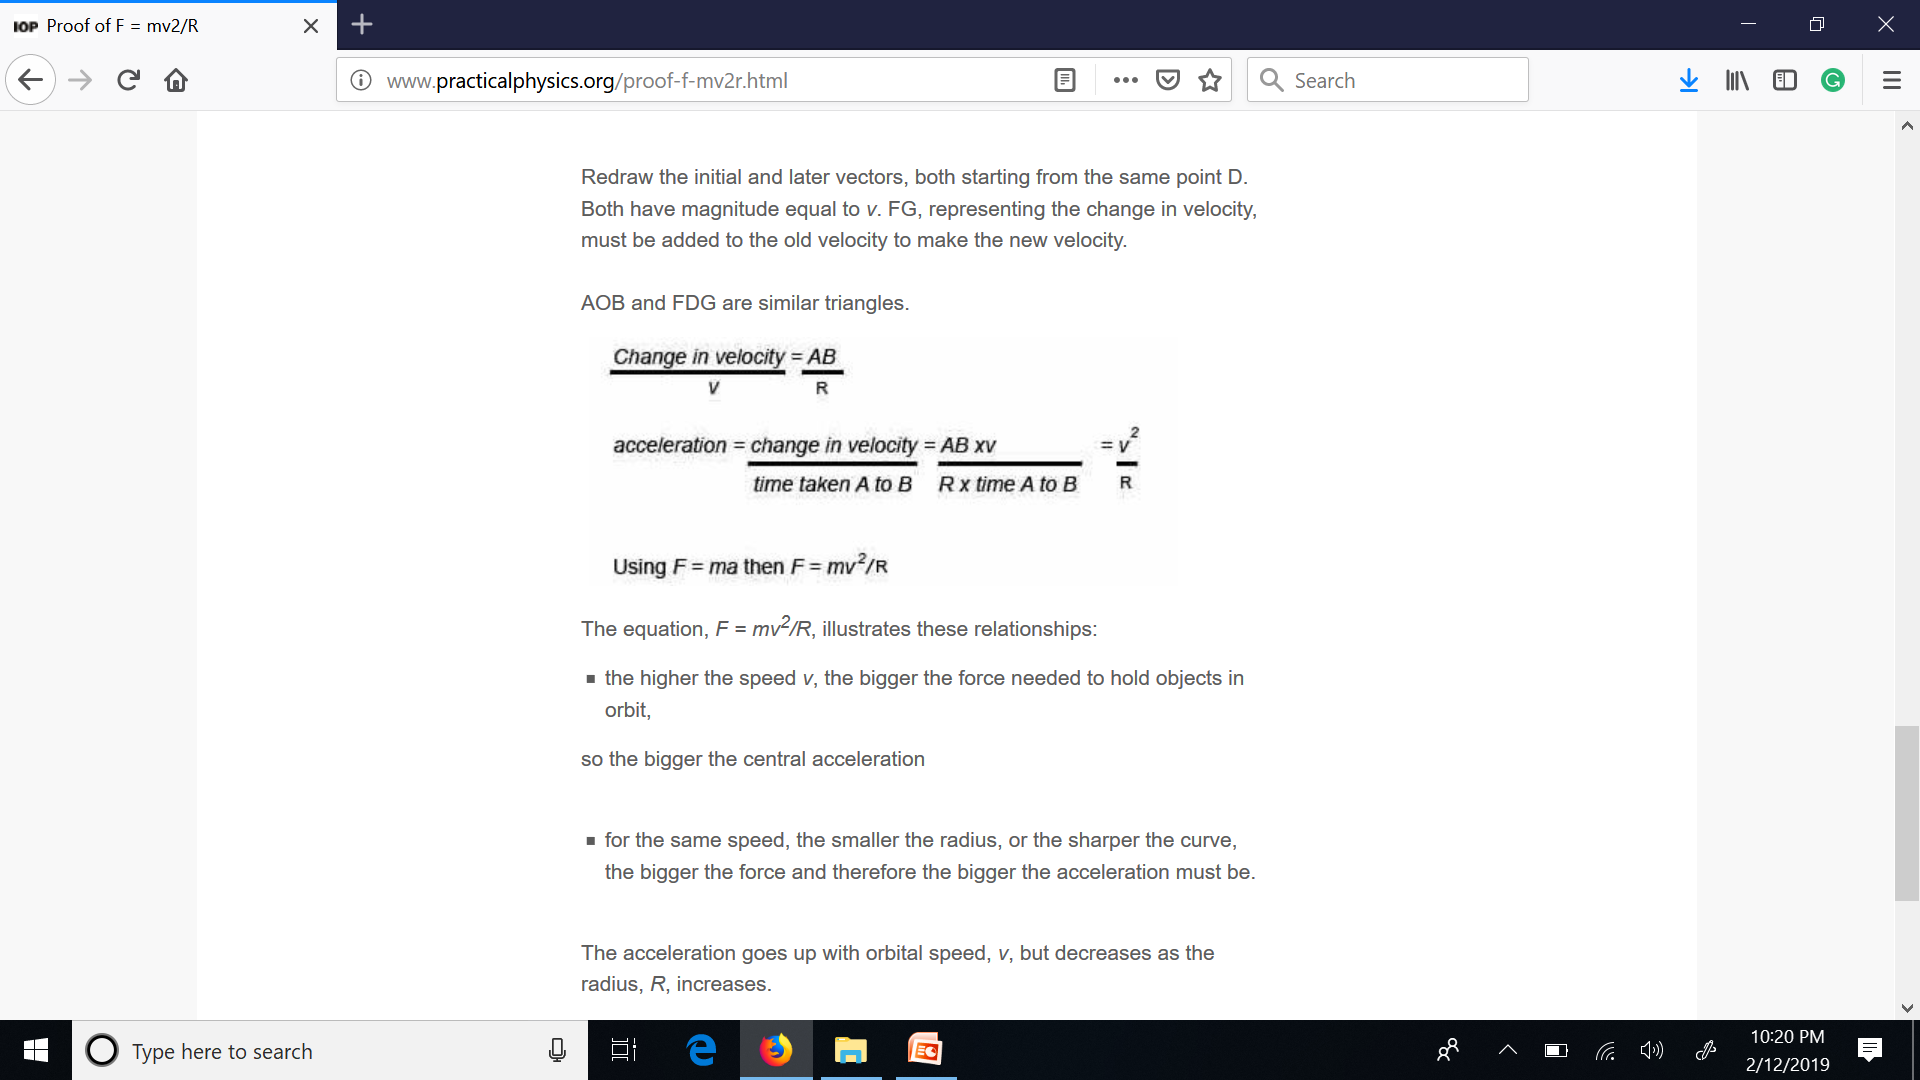 IOP Proof of F = mv2/R
www.practicalphysics.org/proof-f-mv2r.html
Search
Redraw the initial and later vectors, both starting from the same point D.
Both have magnitude equal to v. FG, representing the change in velocity,
must be added to the old velocity to make the new velocity.
AOB and FDG are similar triangles.
Change in velocity = AB
v R
acceleration = change in velocity = AB xv = v²
time taken A to B R x time A to B R
Using F = ma then F = mv²/R
The equation, F = mv²/R, illustrates these relationships:
▪ the higher the speed v, the bigger the force needed to hold objects in
orbit,
so the bigger the central acceleration
▪ for the same speed, the smaller the radius, or the sharper the curve,
the bigger the force and therefore the bigger the acceleration must be.
The acceleration goes up with orbital speed, v, but decreases as the
radius, R, increases.
Type here to search
10:20 PM
2/12/2019